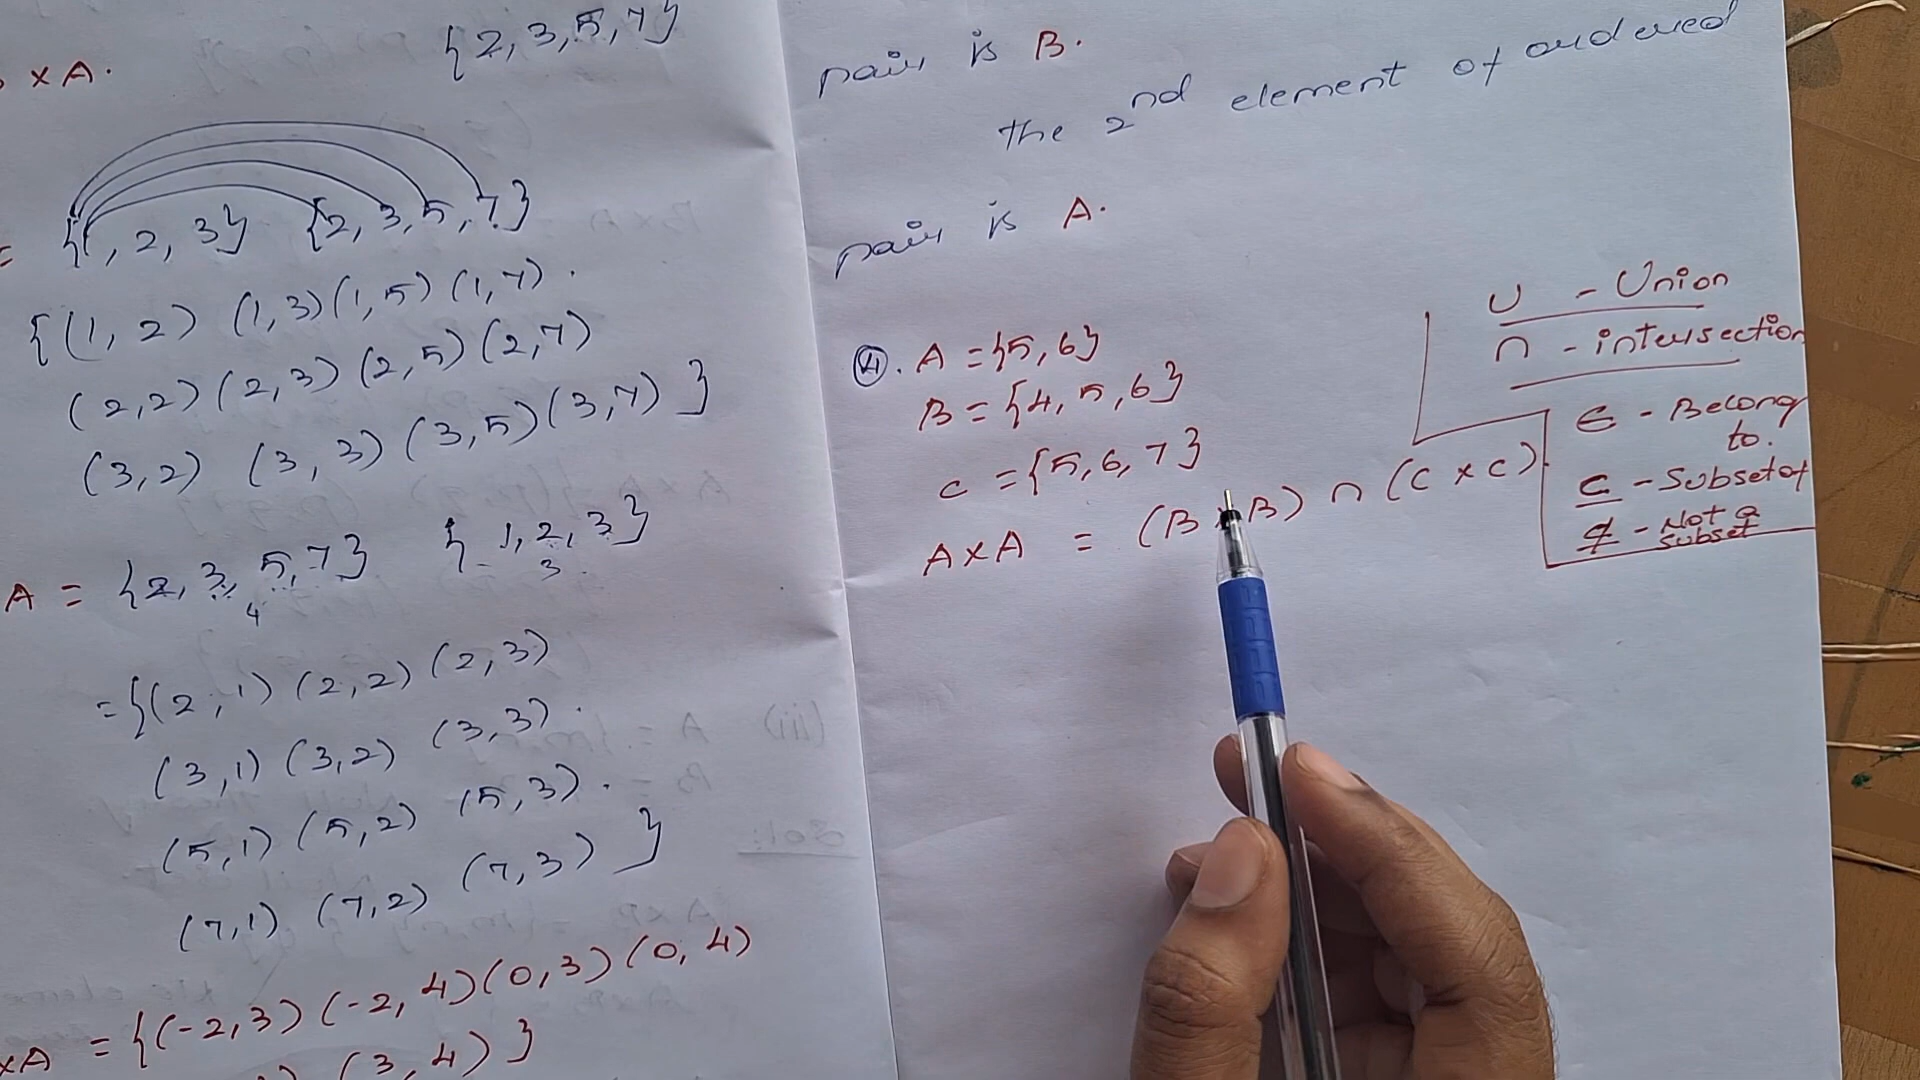 {2,3,5,7}
× A.
= {1, 2, 3} {2, 3, 5, 7}
{(1, 2) (1,3) (1,5) (1,7).
(2,2) (2,3) (2,5) (2,7)
(3,2) (3,3) (3,5) (3,7) }
A = {2, 3, 5, 7} { 1, 2, 3 }
4 3
= {(2,1) (2,2) (2,3)
(3,1) (3,2) (3,3).
(5,1) (5,2) (5,3).
(7,1) (7,2) (7,3) }
×A = {(-2,3) (-2,4) (0,3) (0,4)
(3,4) }
pair is B.
the 2nd element of ordered
pair is A.
4. A = {5,6}
B = {4,5,6}
C = {5,6,7}
A×A = (B × B) ∩ (C × C).
∪ - Union
∩ - intersection
∈ - Belong
to.
⊆ - Subset of
⊄ - Not a
subset